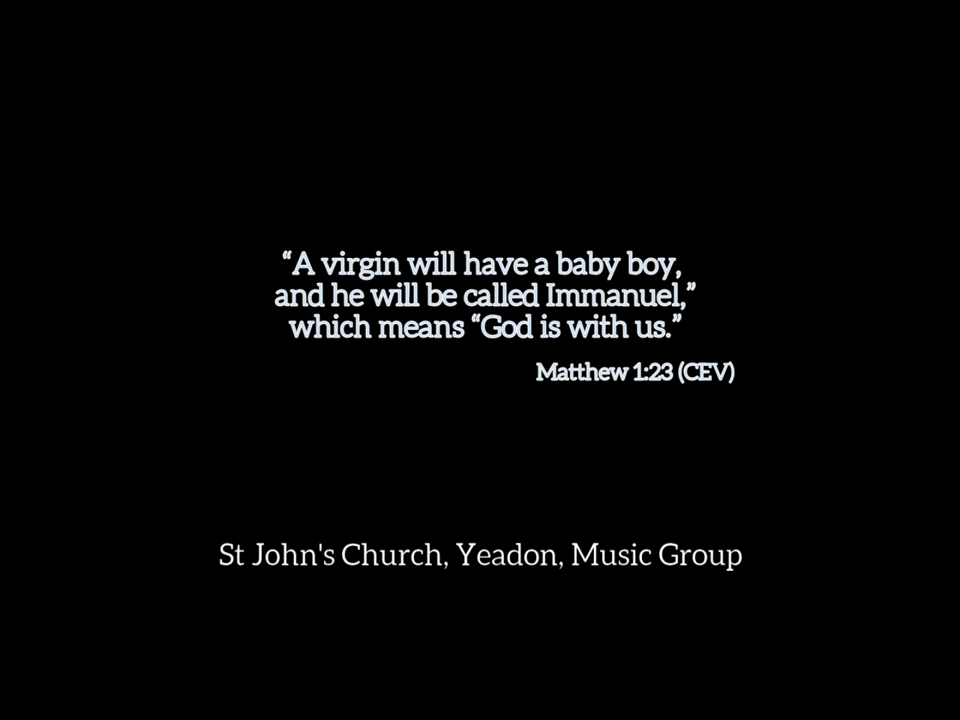 “A virgin will have a baby boy,
and he will be called Immanuel,”
which means “God is with us.”
Matthew 1:23 (CEV)
St John's Church, Yeadon, Music Group